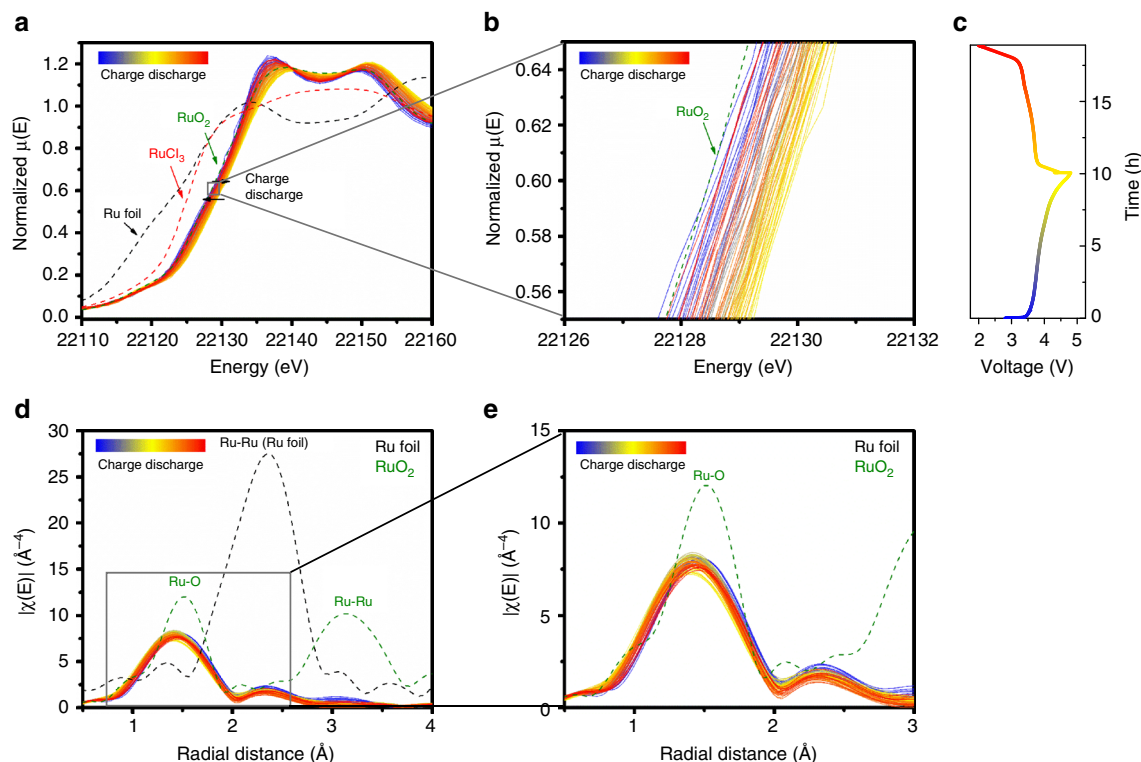 a
Charge discharge
RuO2
RuCl3
Ru foil
Charge
discharge
Normalized μ(E)
1.2
1.0
0.8
0.6
0.4
0.2
0.0
22110 22120 22130 22140 22150 22160
Energy (eV)
b
Charge discharge
RuO2
Normalized μ(E)
0.64
0.62
0.60
0.58
0.56
22126 22128 22130 22132
Energy (eV)
c
15
10
5
0
Time (h)
2 3 4 5
Voltage (V)
d
Charge discharge
Ru-Ru (Ru foil)
Ru foil
RuO2
Ru-O
Ru-Ru
|χ(E)| (Å–4)
30
25
20
15
10
5
0
1 2 3 4
Radial distance (Å)
e
Charge discharge
Ru foil
RuO2
Ru-O
|χ(E)| (Å–4)
15
10
5
0
1 2 3
Radial distance (Å)